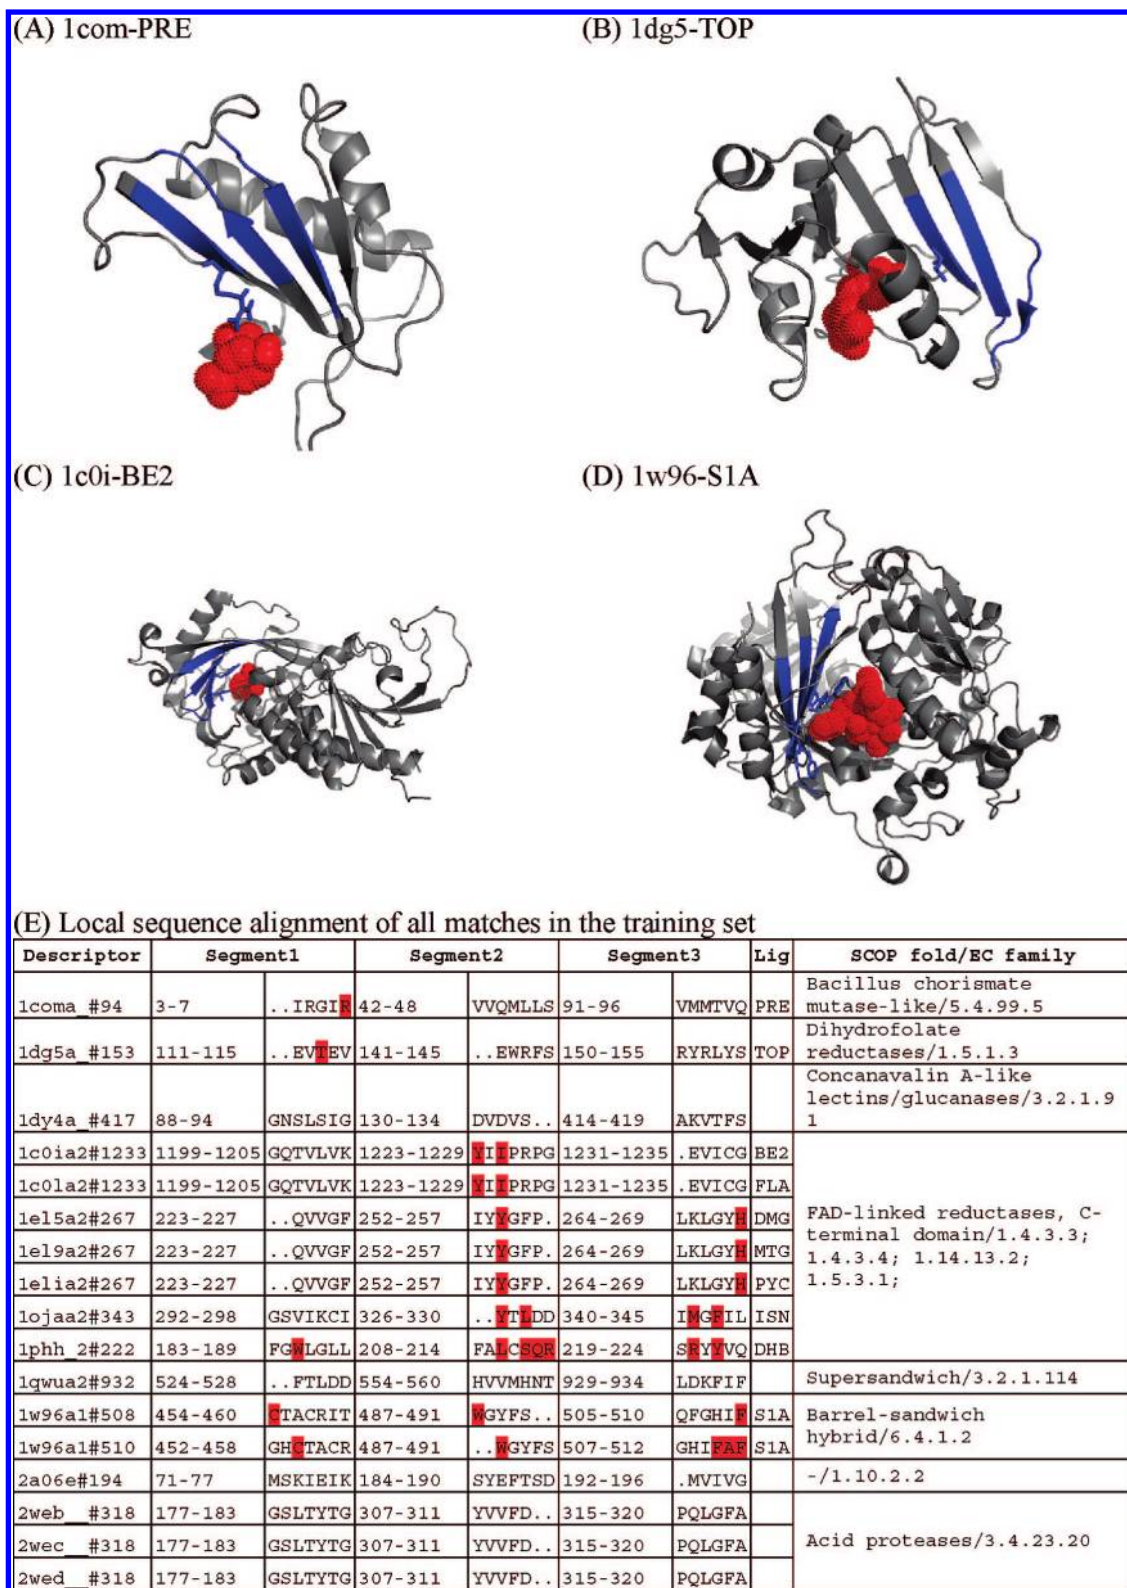 (A) 1com-PRE
(B) 1dg5-TOP
(C) 1c0i-BE2
(D) 1w96-S1A
(E) Local sequence alignment of all matches in the training set
Descriptor Segment1 Segment2 Segment3 Lig SCOP fold/EC family
1coma_#94 3-7 ..IRGIR 42-48 VVQMLLS 91-96 VMMTVQ PRE Bacillus chorismate
mutase-like/5.4.99.5
1dg5a_#153 111-115 ..EVTEV 141-145 ..EWRFS 150-155 RYRLYS TOP Dihydrofolate
reductases/1.5.1.3
1dy4a_#417 88-94 GNSLSIG 130-134 DVDVS.. 414-419 AKVTFS Concanavalin A-like
lectins/glucanases/3.2.1.9
1
1c0ia2#1233 1199-1205 GQTVLVK 1223-1229 YIIPRPG 1231-1235 .EVICG BE2
1c0la2#1233 1199-1205 GQTVLVK 1223-1229 YIIPRPG 1231-1235 .EVICG FLA
1el5a2#267 223-227 ..QVVGF 252-257 IYYGFP. 264-269 LKLGYH DMG
1el9a2#267 223-227 ..QVVGF 252-257 IYYGFP. 264-269 LKLGYH MTG
1elia2#267 223-227 ..QVVGF 252-257 IYYGFP. 264-269 LKLGYH PYC
1ojaa2#343 292-298 GSVIKCI 326-330 ..YTLDD 340-345 IMGFIL ISN
1phh_2#222 183-189 FGWLGLL 208-214 FALCSQR 219-224 SRYYVQ DHB
FAD-linked reductases, C-
terminal domain/1.4.3.3;
1.4.3.4; 1.14.13.2;
1.5.3.1;
1qwua2#932 524-528 ..FTLDD 554-560 HVVMHNT 929-934 LDKFIF Supersandwich/3.2.1.114
1w96a1#508 454-460 CTACRIT 487-491 WGYFS.. 505-510 QFGHIF S1A
1w96a1#510 452-458 GHCTACR 487-491 ..WGYFS 507-512 GHIFAF S1A
Barrel-sandwich
hybrid/6.4.1.2
2a06e#194 71-77 MSKIEIK 184-190 SYEFTSD 192-196 .MVIVG -/1.10.2.2
2web__#318 177-183 GSLTYTG 307-311 YVVFD.. 315-320 PQLGFA
2wec__#318 177-183 GSLTYTG 307-311 YVVFD.. 315-320 PQLGFA
2wed__#318 177-183 GSLTYTG 307-311 YVVFD.. 315-320 PQLGFA
Acid proteases/3.4.23.20